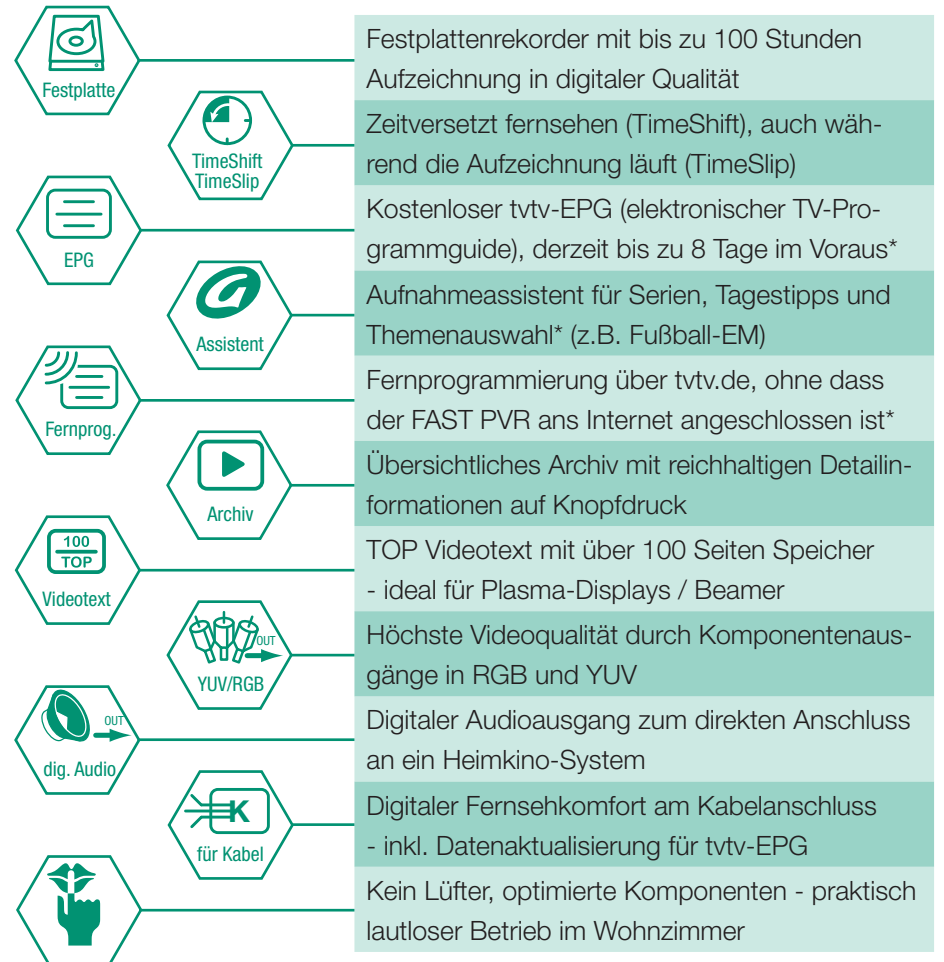 Festplatte
Festplattenrekorder mit bis zu 100 Stunden
Aufzeichnung in digitaler Qualität
TimeShift
TimeSlip
Zeitversetzt fernsehen (TimeShift), auch wäh-
rend die Aufzeichnung läuft (TimeSlip)
EPG
Kostenloser tvtv-EPG (elektronischer TV-Pro-
grammguide), derzeit bis zu 8 Tage im Voraus*
Assistent
Aufnahmeassistent für Serien, Tagestipps und
Themenauswahl* (z.B. Fußball-EM)
Fernprog.
Fernprogrammierung über tvtv.de, ohne dass
der FAST PVR ans Internet angeschlossen ist*
Archiv
Übersichtliches Archiv mit reichhaltigen Detailin-
formationen auf Knopfdruck
100
TOP
Videotext
TOP Videotext mit über 100 Seiten Speicher
- ideal für Plasma-Displays / Beamer
OUT
YUV/RGB
Höchste Videoqualität durch Komponentenaus-
gänge in RGB und YUV
OUT
dig. Audio
Digitaler Audioausgang zum direkten Anschluss
an ein Heimkino-System
K
für Kabel
Digitaler Fernsehkomfort am Kabelanschluss
- inkl. Datenaktualisierung für tvtv-EPG
Kein Lüfter, optimierte Komponenten - praktisch
lautloser Betrieb im Wohnzimmer